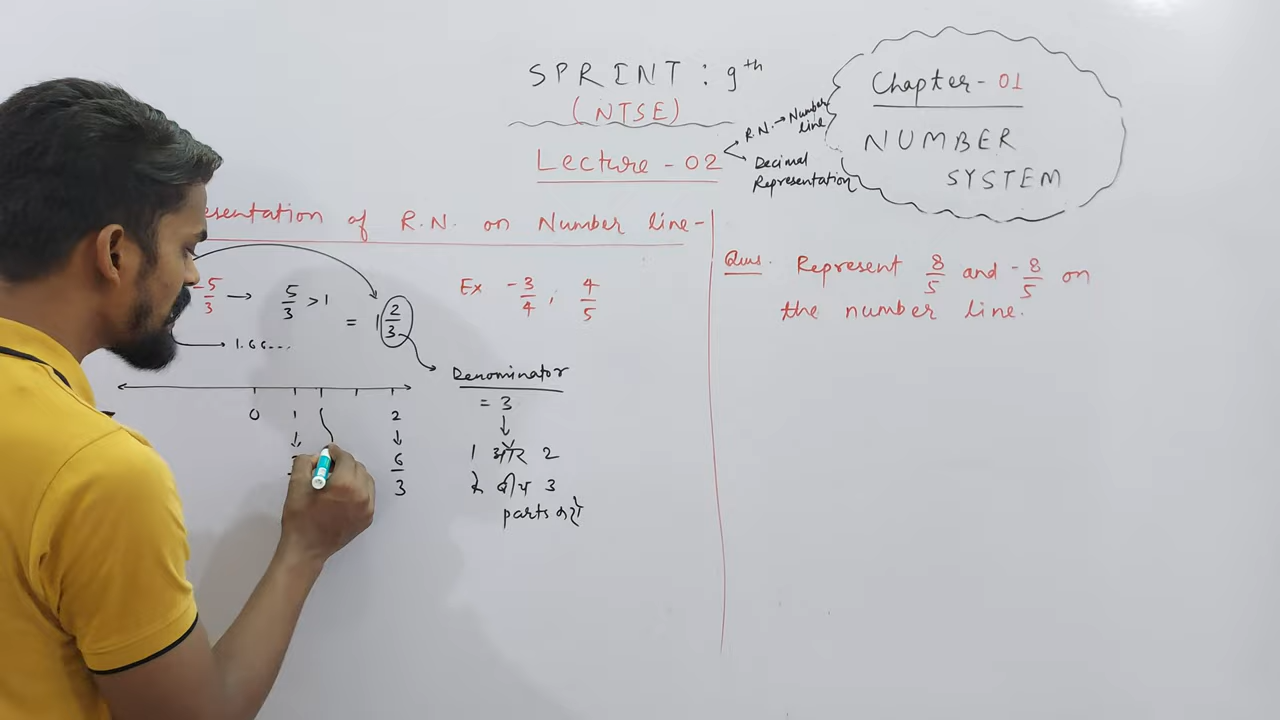 SPRINT : 9th
(NTSE)
Lecture - 02
R.N. → Number line
Decimal Representation
Chapter - 01
NUMBER
SYSTEM
esentation of R.N. on Number line -
-5/3 → 5/3 > 1
= 1 2/3
→ 1.66...
Ex -3/4 , 4/5
0 1 2
6/3
Denominator
= 3
↓
1 और 2
के बीच 3
parts करो
Ques. Represent 8/5 and -8/5 on
the number line.